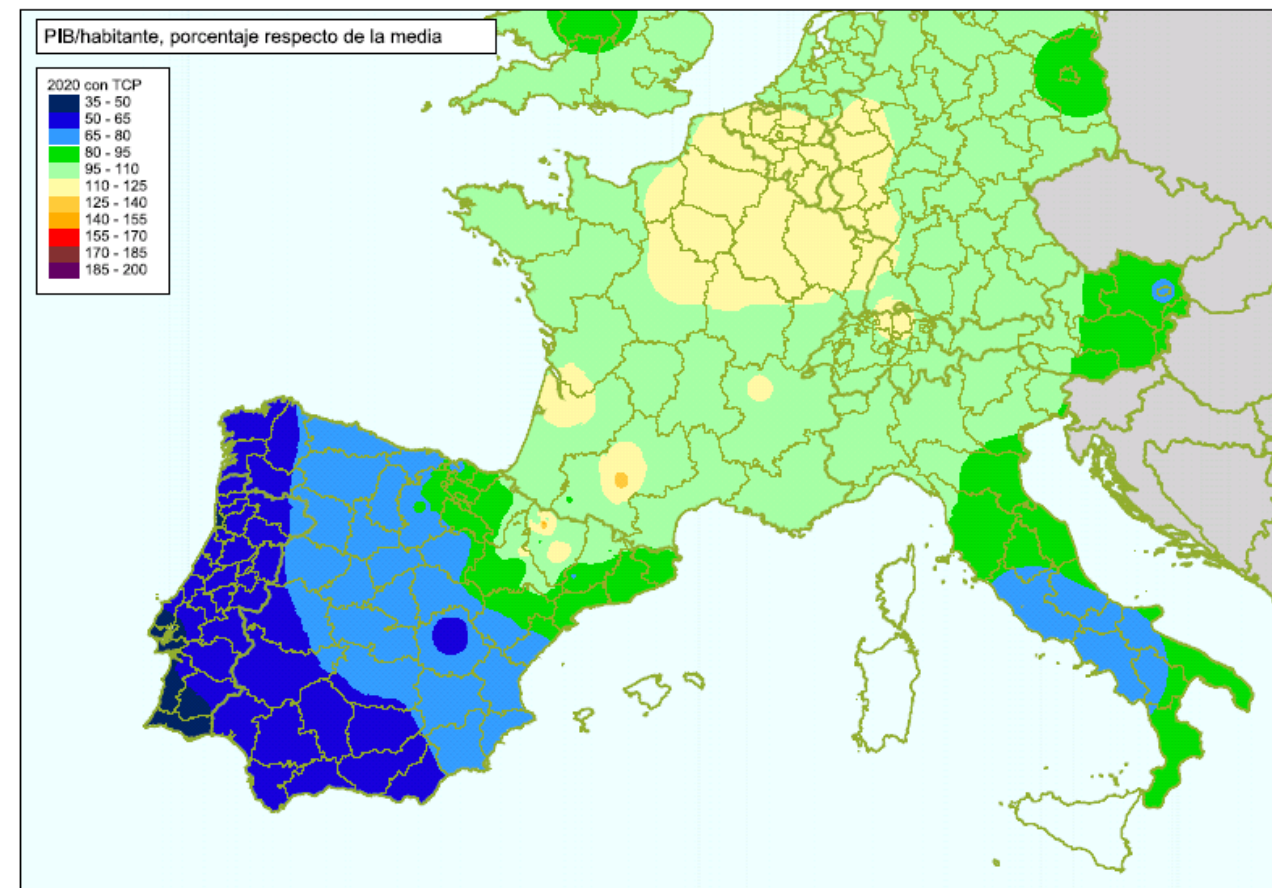 PIB/habitante, porcentaje respecto de la media
2020 con TCP
35 - 50
50 - 65
65 - 80
80 - 95
95 - 110
110 - 125
125 - 140
140 - 155
155 - 170
170 - 185
185 - 200